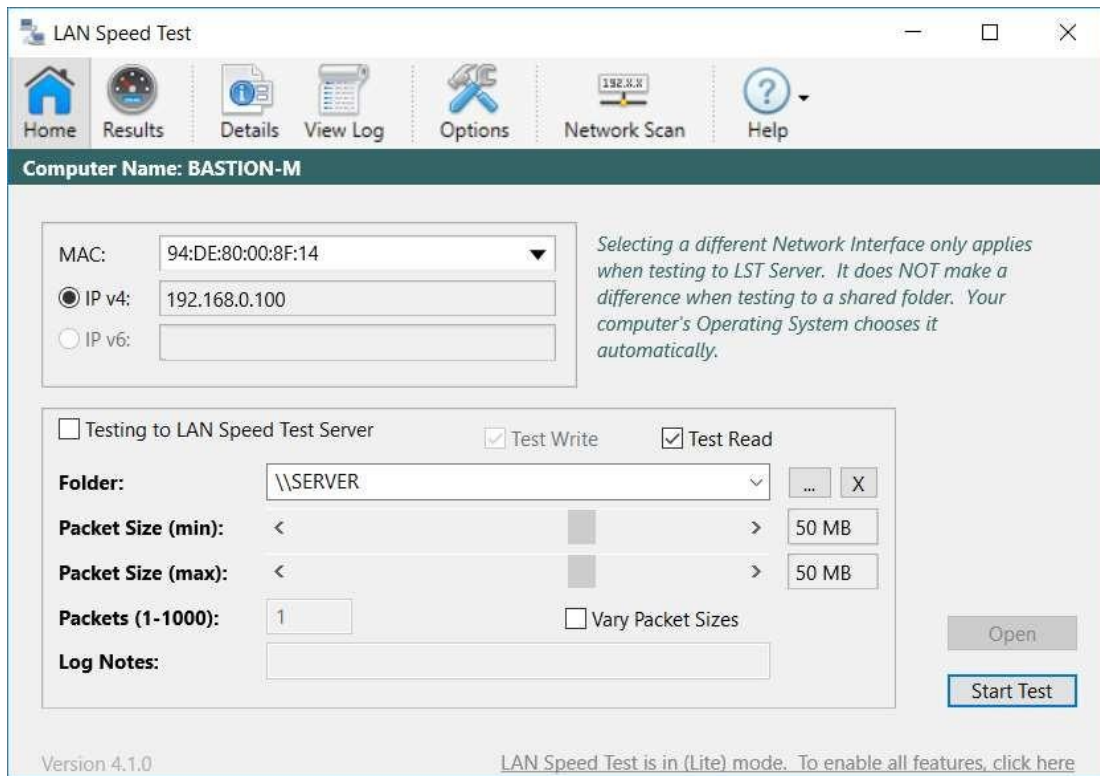 LAN Speed Test
192.X.X
Home Results Details View Log Options Network Scan Help
Computer Name: BASTION-M
MAC: 94:DE:80:00:8F:14
IP v4: 192.168.0.100
IP v6:
Selecting a different Network Interface only applies
when testing to LST Server. It does NOT make a
difference when testing to a shared folder. Your
computer's Operating System chooses it
automatically.
Testing to LAN Speed Test Server Test Write Test Read
Folder: \\SERVER ... X
Packet Size (min): < > 50 MB
Packet Size (max): < > 50 MB
Packets (1-1000): 1 Vary Packet Sizes
Log Notes:
Open
Start Test
Version 4.1.0 LAN Speed Test is in (Lite) mode. To enable all features, click here